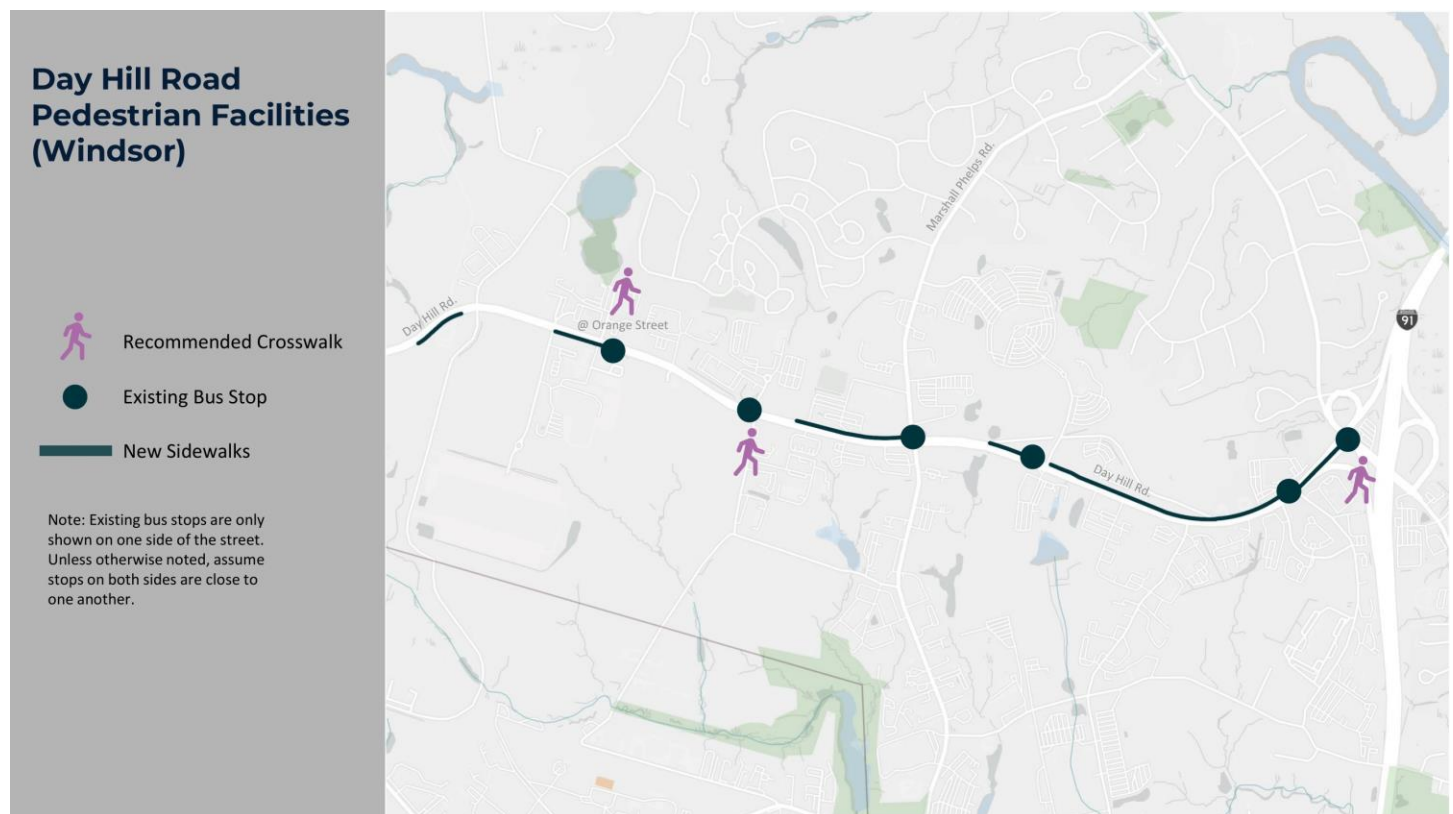 Day Hill Road
Pedestrian Facilities
(Windsor)
Recommended Crosswalk
Existing Bus Stop
New Sidewalks
Note: Existing bus stops are only
shown on one side of the street.
Unless otherwise noted, assume
stops on both sides are close to
one another.
Day Hill Rd.
@ Orange Street
Marshall Phelps Rd.
Day Hill Rd.
91